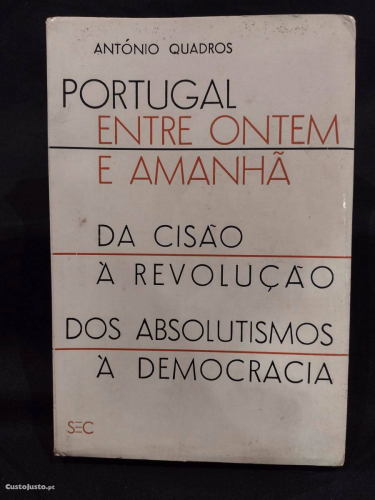 ANTÓNIO QUADROS
PORTUGAL
ENTRE ONTEM
E AMANHÃ
DA CISÃO
À REVOLUÇÃO
DOS ABSOLUTISMOS
À DEMOCRACIA
SEC
CustoJusto.pt